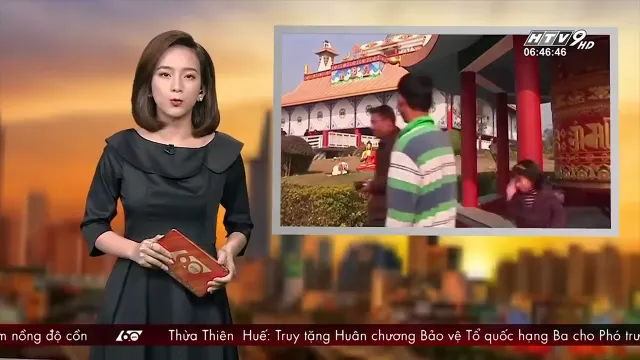 HTV9 HD
06:46:46
m nồng độ cồn
60
Thừa Thiên Huế: Truy tặng Huân chương Bảo vệ Tổ quốc hạng Ba cho Phó trư